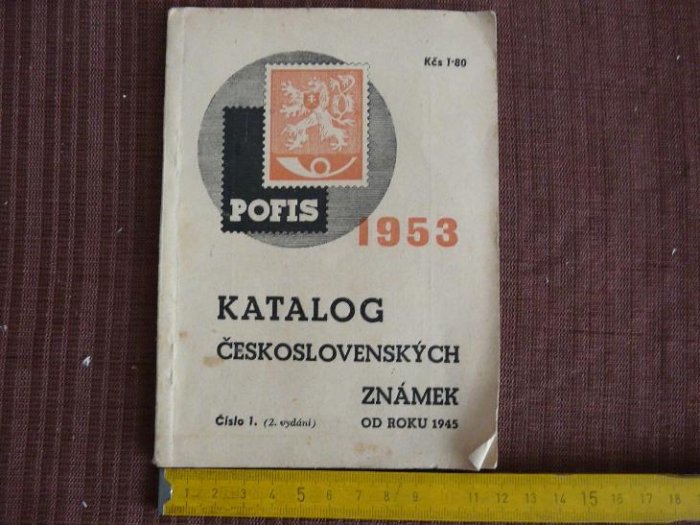 Kčs 1·80
POFIS
1953
KATALOG
ČESKOSLOVENSKÝCH
ZNÁMEK
Číslo 1. (2. vydání) OD ROKU 1945
1 2 3 4 5 6 7 8 9 11 12 13 14 15 16 17 18